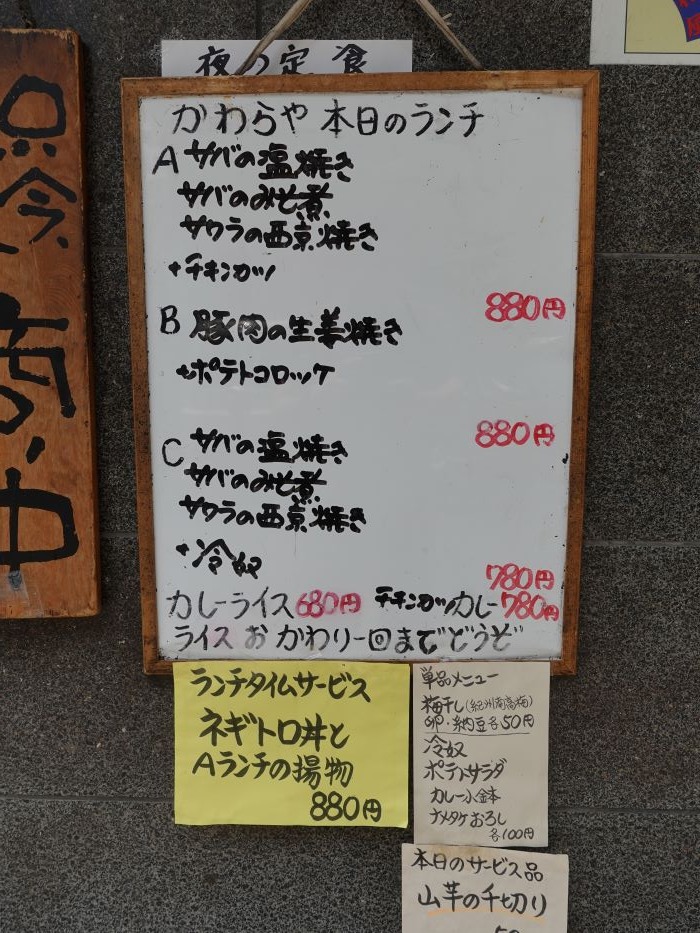 夜の定食
かわらや 本日のランチ
A サバの塩焼き
サバのみそ煮
サワラの西京焼き
+チキンカツ
880円
B 豚肉の生姜焼き
+ポテトコロッケ
880円
C サバの塩焼き
サバのみそ煮
サワラの西京焼き
+冷奴
780円
カレーライス 680円 チキンカツカレー 780円
ライスおかわり一回までどうぞ
ランチタイムサービス
ネギトロ丼と
Aランチの揚物
880円
単品メニュー
梅干し(紀州南高梅)
卵・納豆各50円
冷奴
ポテトサラダ
カレー小鉢
ナメタケおろし
各100円
本日のサービス品
山芋の千切り
営
商
中